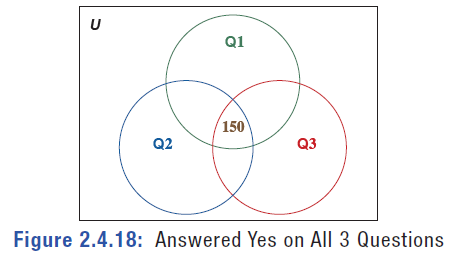 U
Q1
150
Q2
Q3
Figure 2.4.18: Answered Yes on All 3 Questions